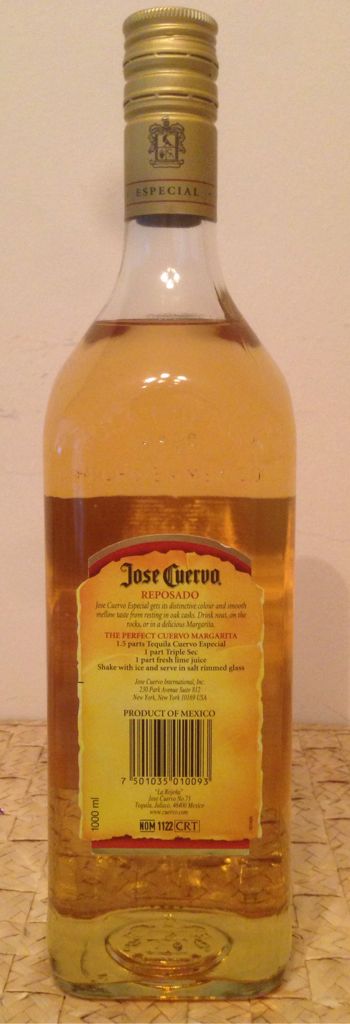 ESPECIAL
Jose Cuervo
REPOSADO
Jose Cuervo Especial gets its distinctive colour and smooth
mellow taste from resting in oak casks. Drink neat, on the
rocks, or in a delicious Margarita.
THE PERFECT CUERVO MARGARITA
1.5 parts Tequila Cuervo Especial
1 part Triple Sec
1 part fresh lime juice
Shake with ice and serve in salt rimmed glass
Jose Cuervo International, Inc.
230 Park Avenue Suite 812
New York, New York 10189 USA
PRODUCT OF MEXICO
7 501035 010093
"La Rojeña"
José Cuervo No.73
Tequila, Jalisco, 46400 Mexico
www.cuervo.com
1000 ml
NOM 1122 CRT